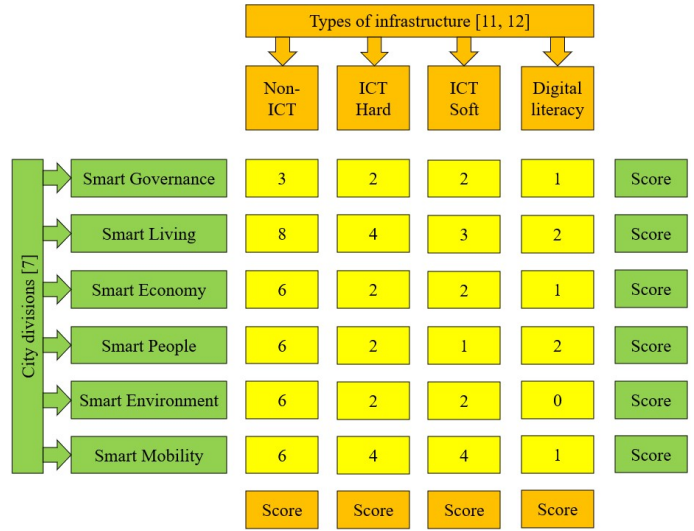 Types of infrastructure [11, 12]
Non-
ICT
ICT
Hard
ICT
Soft
Digital
literacy
City divisions [7]
Smart Governance 3 2 2 1 Score
Smart Living 8 4 3 2 Score
Smart Economy 6 2 2 1 Score
Smart People 6 2 1 2 Score
Smart Environment 6 2 2 0 Score
Smart Mobility 6 4 4 1 Score
Score Score Score Score